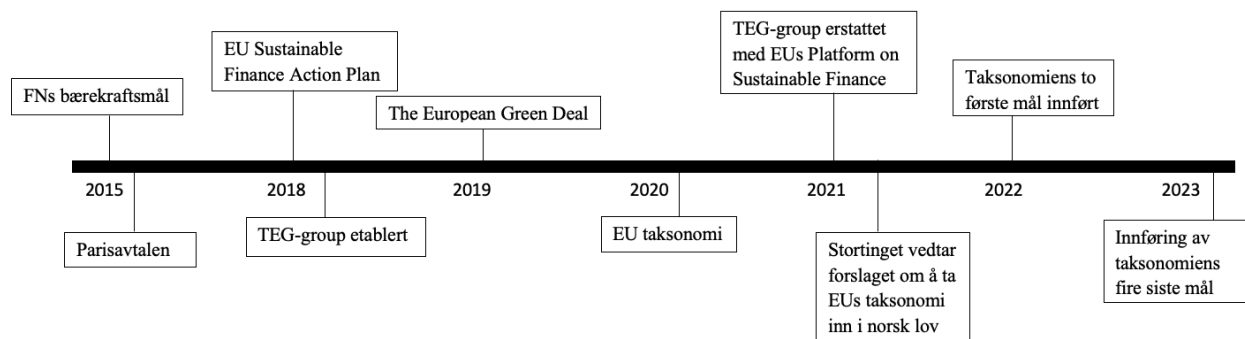 FNs bærekraftsmål
EU Sustainable
Finance Action Plan
The European Green Deal
TEG-group erstattet
med EUs Platform on
Sustainable Finance
Taksonomiens to
første mål innført
2015
2018
2019
2020
2021
2022
2023
Parisavtalen
TEG-group etablert
EU taksonomi
Stortinget vedtar
forslaget om å ta
EUs taksonomi
inn i norsk lov
Innføring av
taksonomiens
fire siste mål